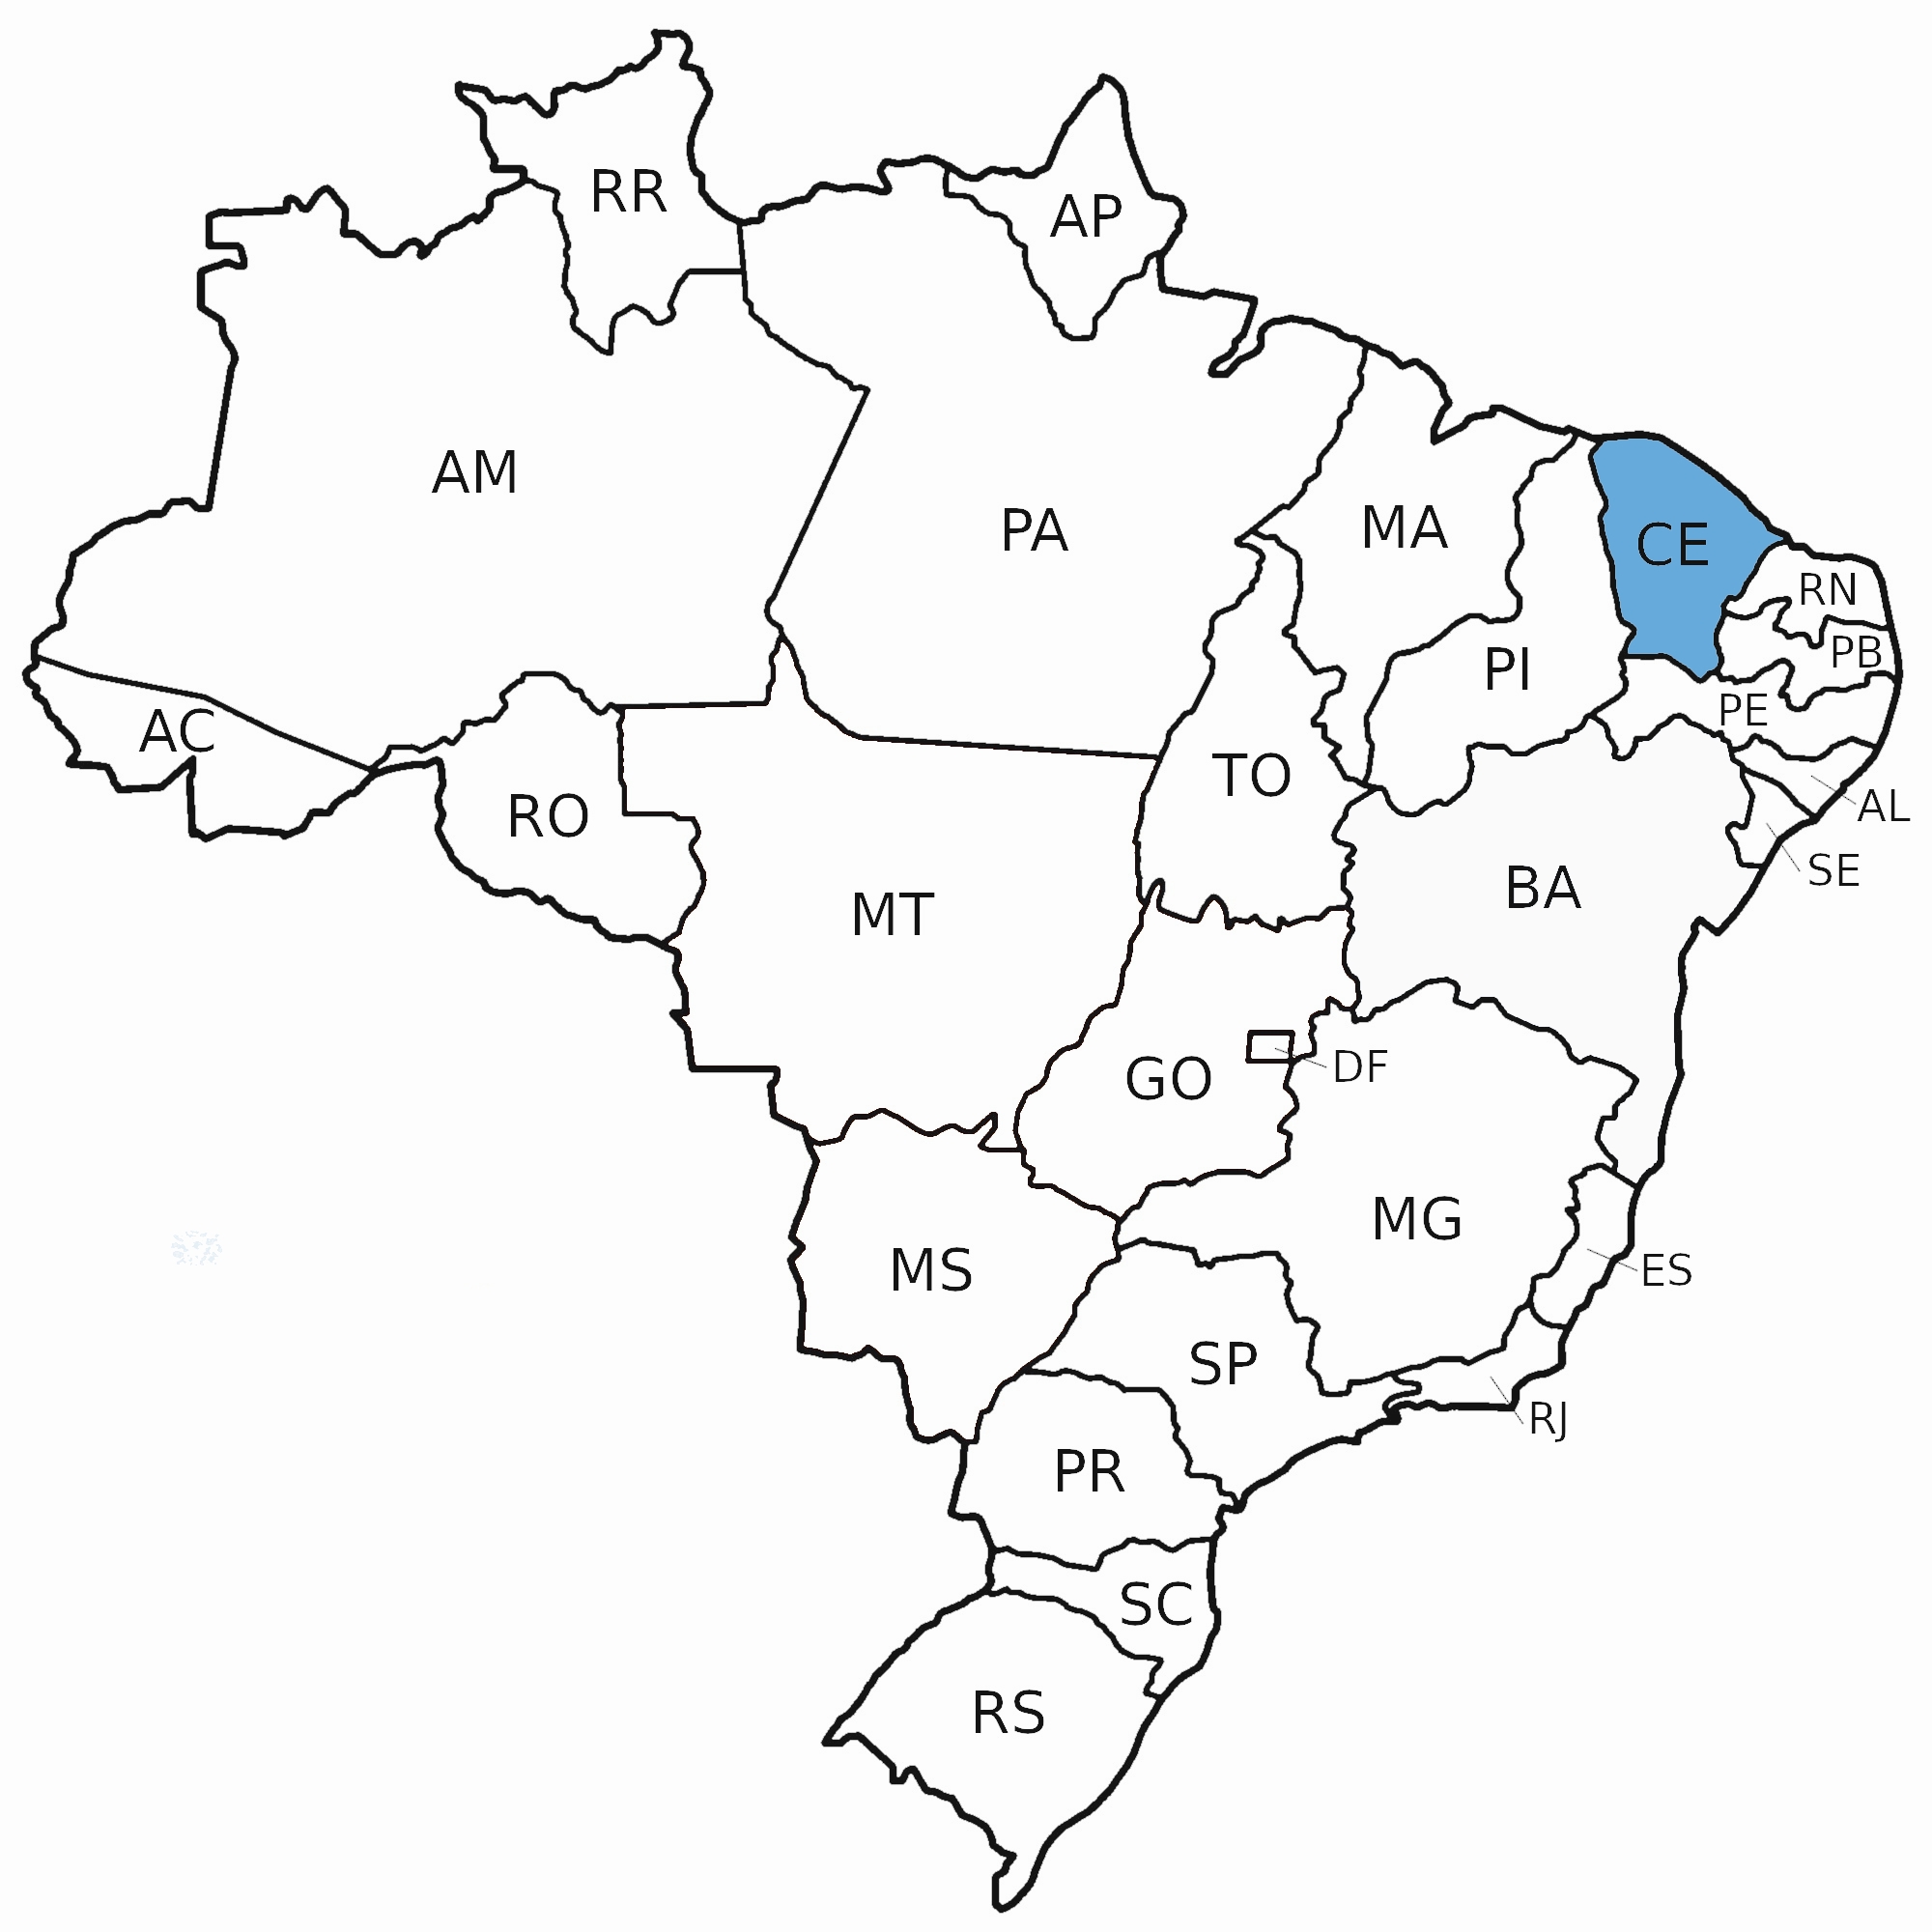 RR
AP
AM
PA
MA
CE
RN
PB
PI
PE
AC
TO
RO
AL
SE
BA
MT
DF
GO
MG
ES
MS
SP
RJ
PR
SC
RS